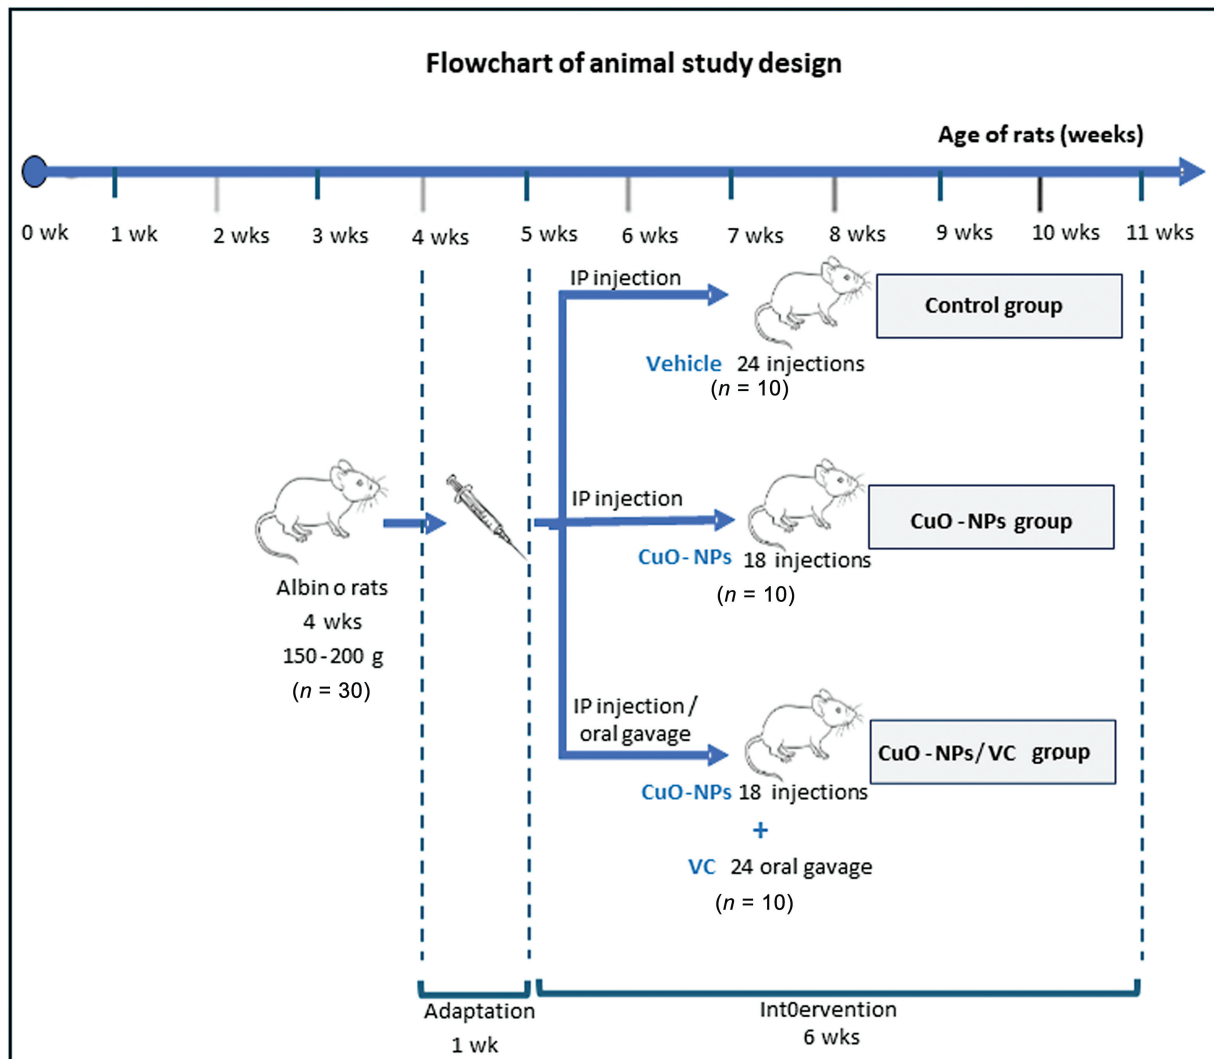 Flowchart of animal study design
Age of rats (weeks)
0 wk 1 wk 2 wks 3 wks 4 wks 5 wks 6 wks 7 wks 8 wks 9 wks 10 wks 11 wks
IP injection
Control group
Vehicle 24 injections
(n = 10)
IP injection
CuO-NPs group
CuO-NPs 18 injections
(n = 10)
Albin o rats
4 wks
150-200 g
(n = 30)
IP injection /
oral gavage
CuO-NPs/VC group
CuO-NPs 18 injections
+
VC 24 oral gavage
(n = 10)
Adaptation
1 wk
Int0ervention
6 wks